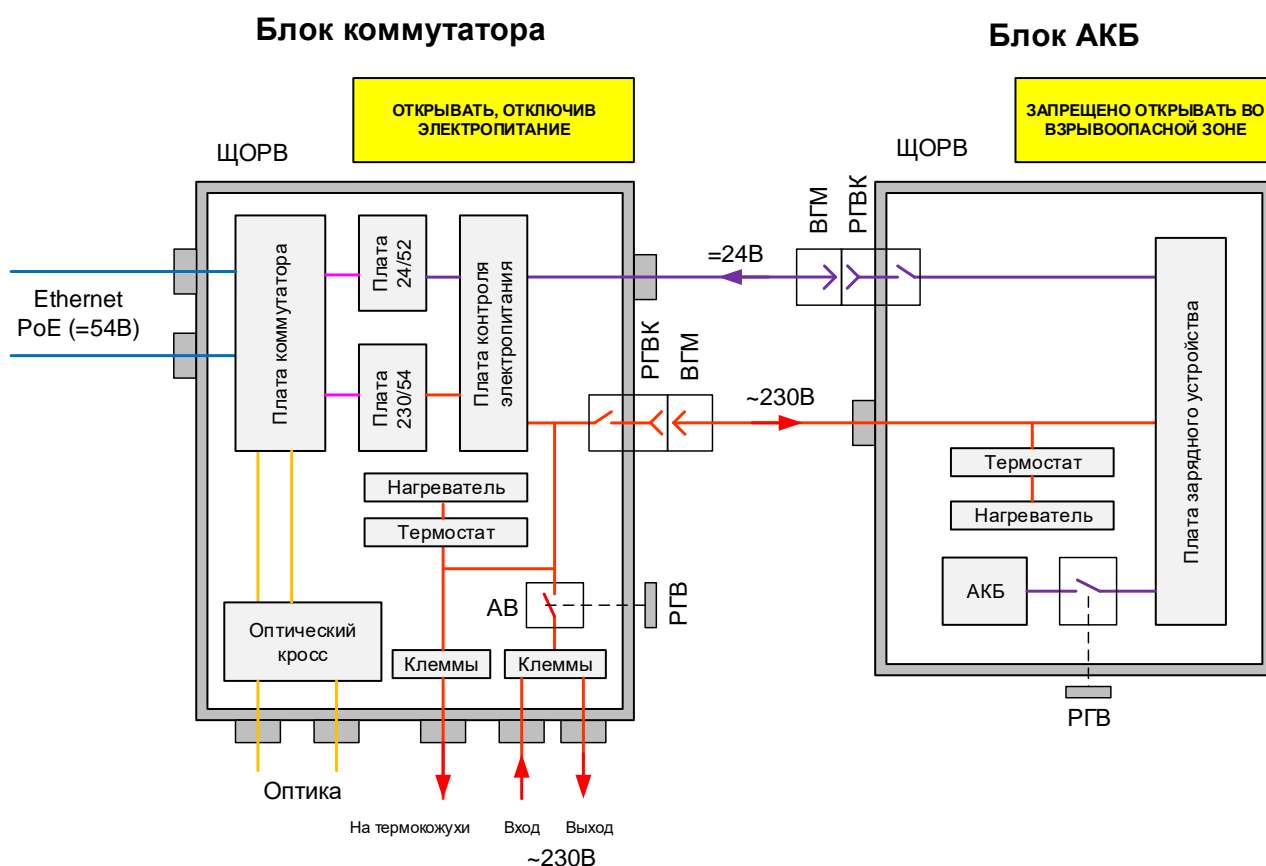 Блок коммутатора
Блок АКБ
ОТКРЫВАТЬ, ОТКЛЮЧИВ
ЭЛЕКТРОПИТАНИЕ
ЗАПРЕЩЕНО ОТКРЫВАТЬ ВО
ВЗРЫВООПАСНОЙ ЗОНЕ
ЩОРВ
ЩОРВ
ВГМ
РГВК
=24В
Ethernet
PoE (=54В)
Плата коммутатора
Плата
24/52
Плата
230/54
Плата контроля
электропитания
РГВК
ВГМ
~230В
Плата зарядного устройства
Термостат
Нагреватель
Нагреватель
Термостат
АКБ
АВ
РГВ
Оптический
кросс
Клеммы
Клеммы
РГВ
Оптика
На термокожухи
Вход
Выход
~230В